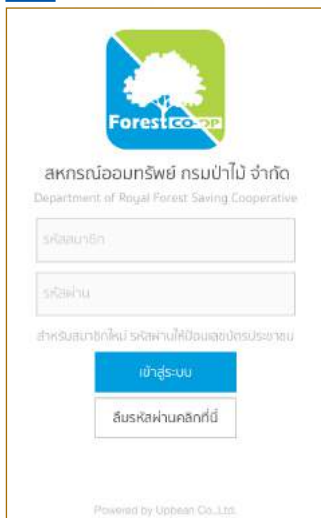 Forest CO-OP
สหกรณ์ออมทรัพย์ กรมป่าไม้ จำกัด
Department of Royal Forest Saving Cooperative
รหัสสมาชิก
รหัสผ่าน
สำหรับสมาชิกใหม่ รหัสผ่านให้ป้อนเลขบัตรประชาชน
เข้าสู่ระบบ
ลืมรหัสผ่านคลิกที่นี่
Powered by Upbean Co.,Ltd.